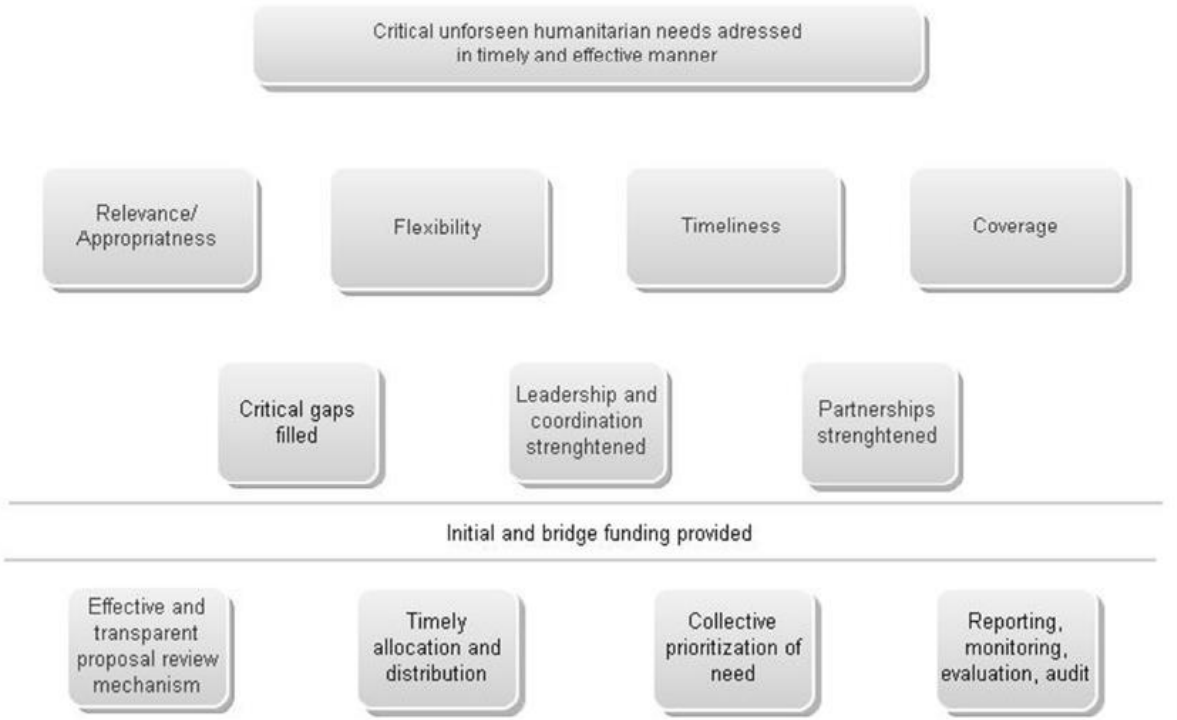 Critical unforseen humanitarian needs adressed
in timely and effective manner
Relevance/
Appropriatness
Flexibility
Timeliness
Coverage
Critical gaps
filled
Leadership and
coordination
strenghtened
Partnerships
strenghtened
Initial and bridge funding provided
Effective and
transparent
proposal review
mechanism
Timely
allocation and
distribution
Collective
prioritization of
need
Reporting,
monitoring,
evaluation, audit